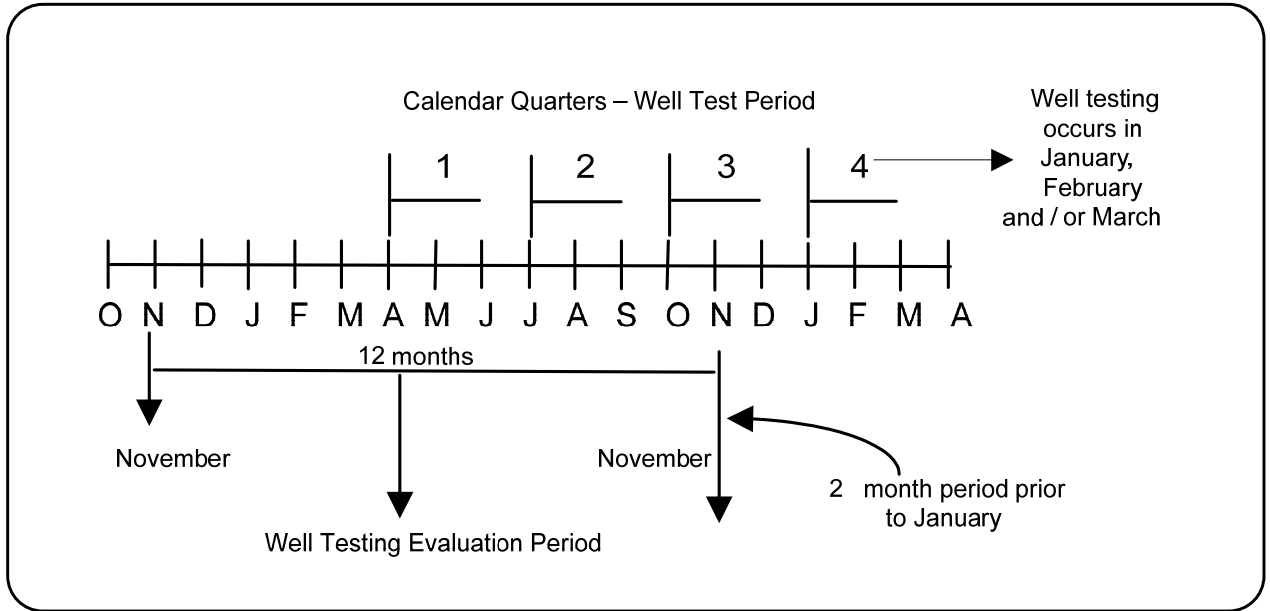 Calendar Quarters – Well Test Period
Well testing
occurs in
January,
February
and / or March
1 2 3 4
O N D J F M A M J J A S O N D J F M A
12 months
November
November
2 month period prior
to January
Well Testing Evaluation Period